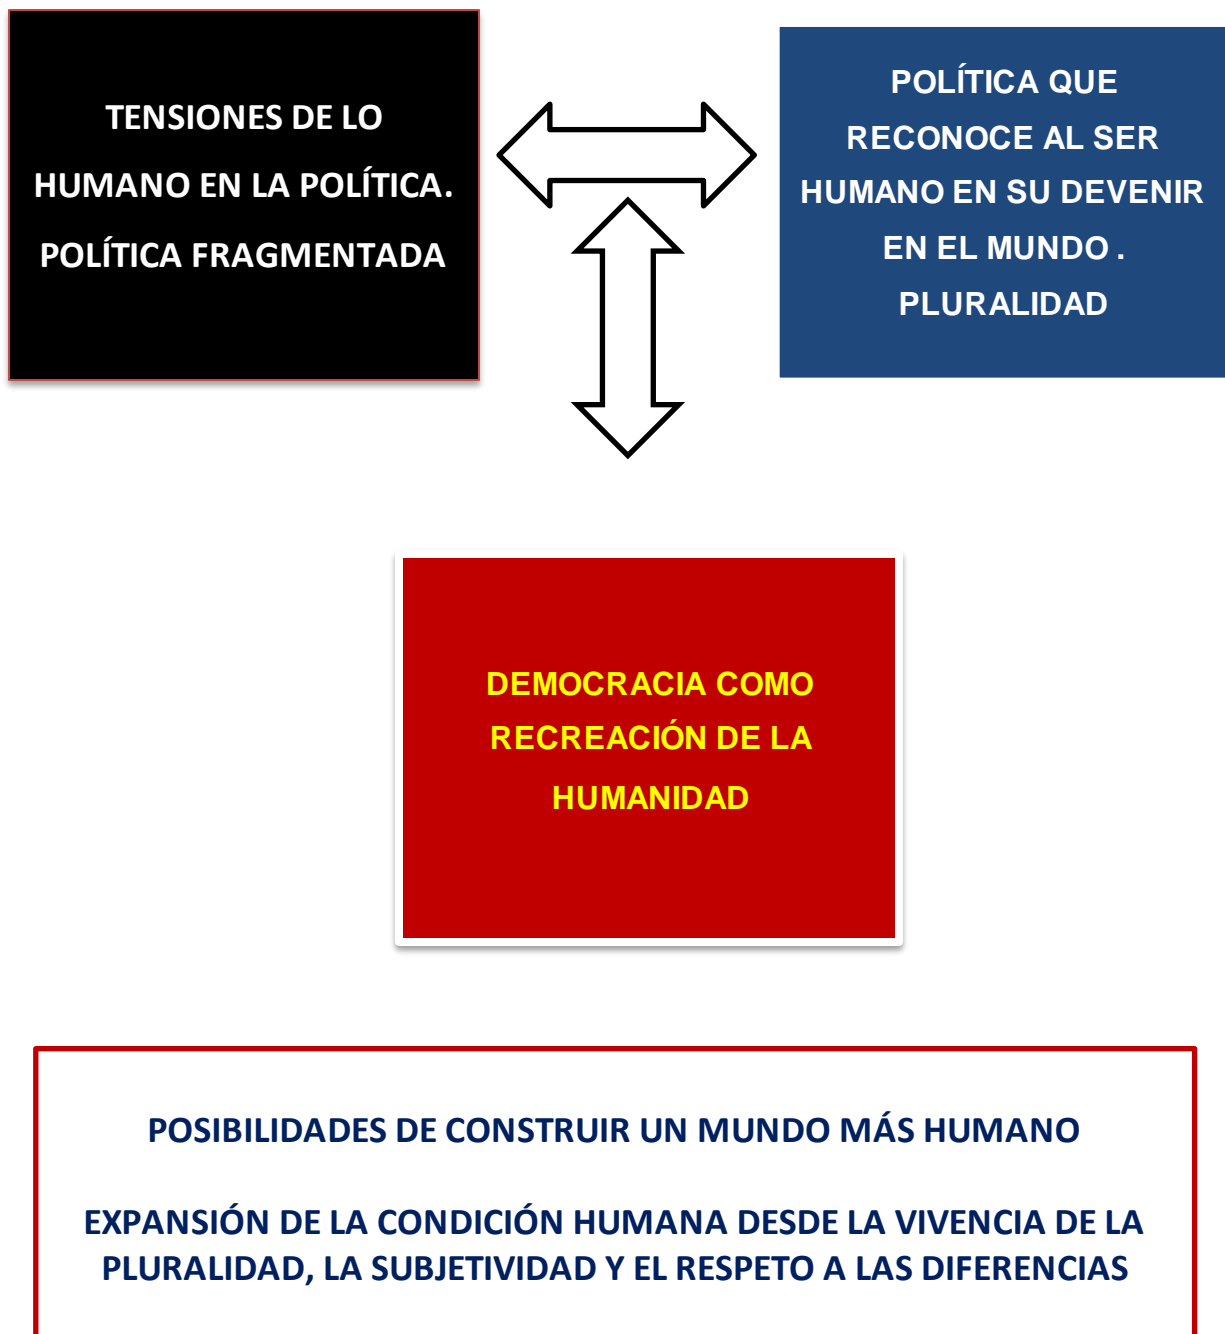 TENSIONES DE LO
HUMANO EN LA POLÍTICA.
POLÍTICA FRAGMENTADA
POLÍTICA QUE
RECONOCE AL SER
HUMANO EN SU DEVENIR
EN EL MUNDO .
PLURALIDAD
DEMOCRACIA COMO
RECREACIÓN DE LA
HUMANIDAD
POSIBILIDADES DE CONSTRUIR UN MUNDO MÁS HUMANO
EXPANSIÓN DE LA CONDICIÓN HUMANA DESDE LA VIVENCIA DE LA
PLURALIDAD, LA SUBJETIVIDAD Y EL RESPETO A LAS DIFERENCIAS